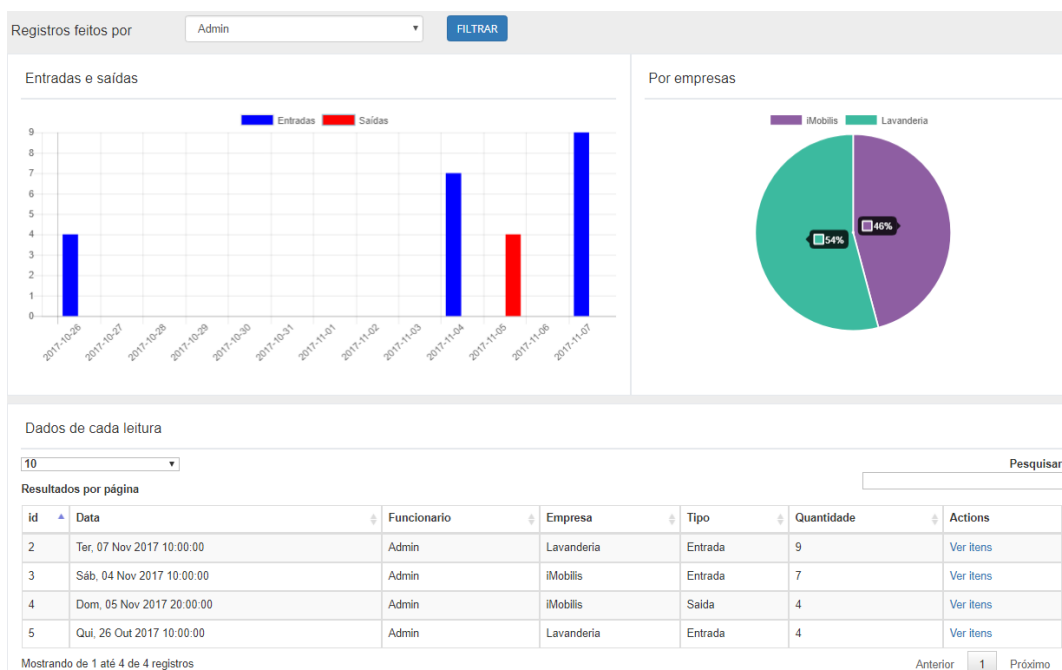 Registros feitos por Admin FILTRAR
Entradas e saídas
Entradas Saídas
9
8
7
6
5
4
3
2
1
0
2017-10-26 2017-10-27 2017-10-28 2017-10-29 2017-10-30 2017-10-31 2017-11-01 2017-11-02 2017-11-03 2017-11-04 2017-11-05 2017-11-06 2017-11-07
Por empresas
iMobilis Lavanderia
54% 46%
Dados de cada leitura
10
Resultados por página
Pesquisar
id Data Funcionario Empresa Tipo Quantidade Actions
2 Ter, 07 Nov 2017 10:00:00 Admin Lavanderia Entrada 9 Ver itens
3 Sáb, 04 Nov 2017 10:00:00 Admin iMobilis Entrada 7 Ver itens
4 Dom, 05 Nov 2017 20:00:00 Admin iMobilis Saida 4 Ver itens
5 Qui, 26 Out 2017 10:00:00 Admin Lavanderia Entrada 4 Ver itens
Mostrando de 1 até 4 de 4 registros
Anterior 1 Próximo